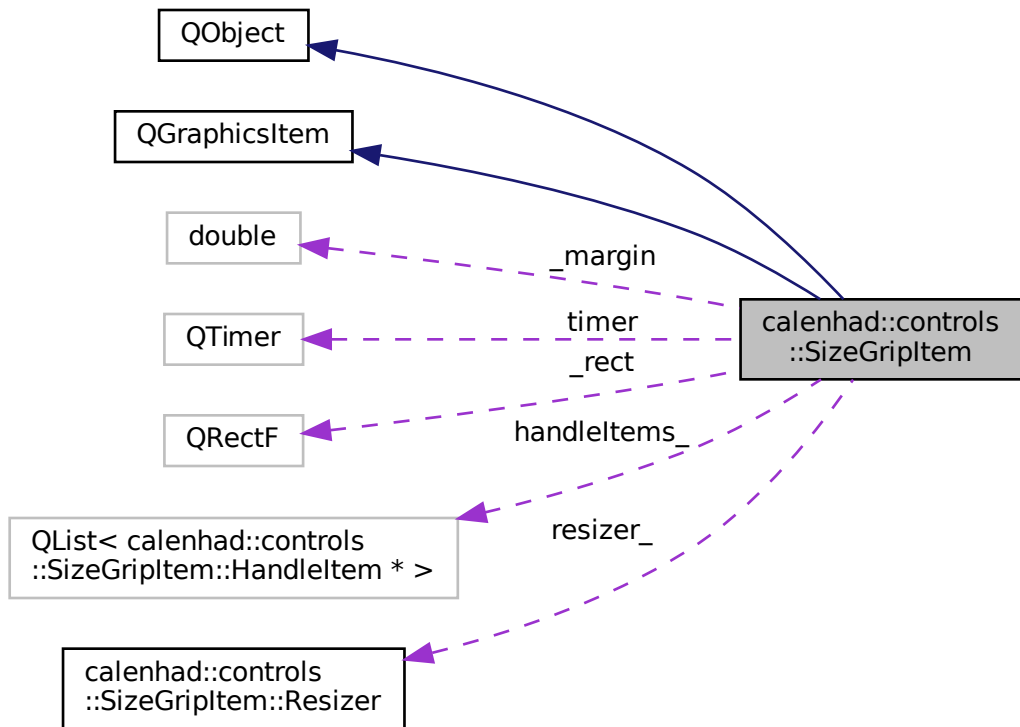 QObject
QGraphicsItem
double
_margin
QTimer
timer
calenhad::controls
::SizeGripItem
_rect
QRectF
handleItems_
QList< calenhad::controls
::SizeGripItem::HandleItem * >
resizer_
calenhad::controls
::SizeGripItem::Resizer